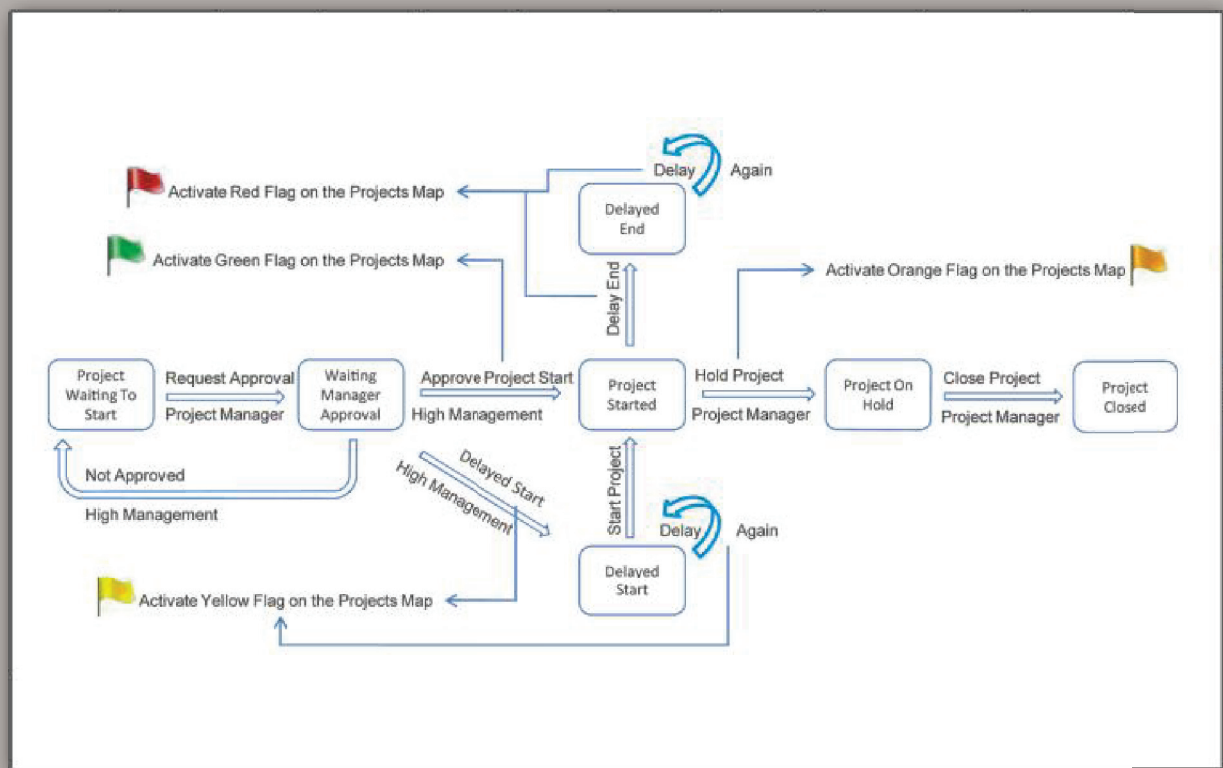 Delay
Again
Activate Red Flag on the Projects Map
Delayed
End
Activate Green Flag on the Projects Map
Delay End
Activate Orange Flag on the Projects Map
Project
Waiting To
Start
Request Approval
Project Manager
Waiting
Manager
Approval
Approve Project Start
High Management
Project
Started
Hold Project
Project Manager
Project On
Hold
Close Project
Project Manager
Project
Closed
Not Approved
High Management
Delayed Start
High Management
Start Project
Delay
Again
Delayed
Start
Activate Yellow Flag on the Projects Map